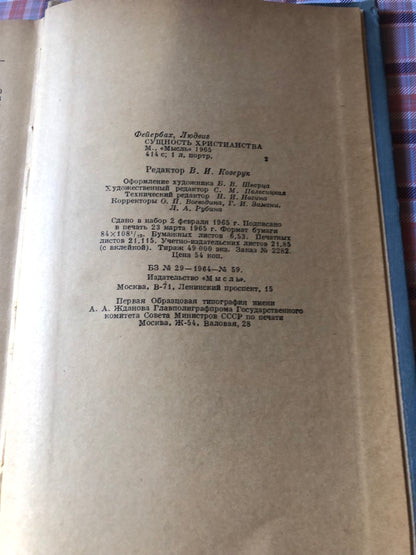 Фейербах, Людвиг
СУЩНОСТЬ ХРИСТИАНСТВА
М., «Мысль» 1965
414 с; 1 л. портр.
2
Редактор В. И. Козерук
Оформление художника Б. Б. Шварца
Художественный редактор С. М. Полесицкая
Технический редактор Н. И. Ногина
Корректоры О. П. Воеводина, Г. И. Замани,
Л. А. Рубина
Сдано в набор 2 февраля 1965 г. Подписано
в печать 23 марта 1965 г. Формат бумаги
84×108¹/₃₂. Бумажных листов 6,53. Печатных
листов 21,115. Учетно-издательских листов 21,85
(с вклейкой). Тираж 49 000 экз. Заказ № 2282.
Цена 54 коп.
БЗ № 29—1964—№ 59.
Издательство «Мысль».
Москва, В-71, Ленинский проспект, 15
Первая Образцовая типография имени
А. А. Жданова Главполиграфпрома Государственного
комитета Совета Министров СССР по печати
Москва, Ж-54, Валовая, 28